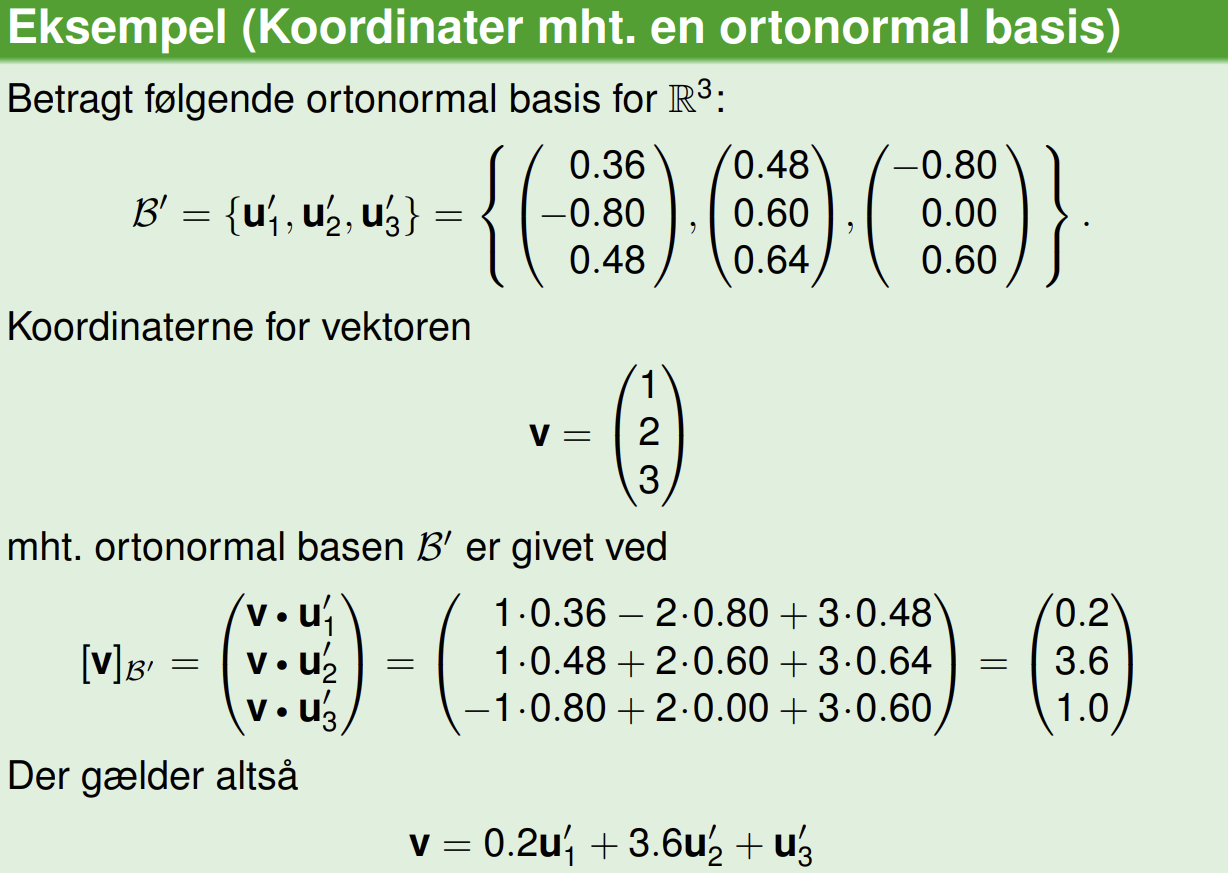 Eksempel (Koordinater mht. en ortonormal basis)
Betragt følgende ortonormal basis for ℝ³:
ℬ′ = {u′₁, u′₂, u′₃} = { (0.36, −0.80, 0.48), (0.48, 0.60, 0.64), (−0.80, 0.00, 0.60) } .
Koordinaterne for vektoren
v = (1, 2, 3)
mht. ortonormal basen ℬ′ er givet ved
[v]ℬ′ = (v • u′₁, v • u′₂, v • u′₃) = (1·0.36 − 2·0.80 + 3·0.48, 1·0.48 + 2·0.60 + 3·0.64, −1·0.80 + 2·0.00 + 3·0.60) = (0.2, 3.6, 1.0)
Der gælder altså
v = 0.2u′₁ + 3.6u′₂ + u′₃